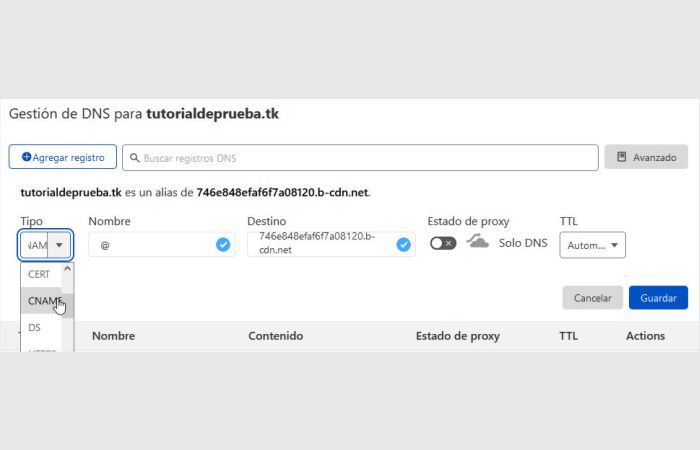 Gestión de DNS para tutorialdeprueba.tk
Agregar registro
Buscar registros DNS
Avanzado
tutorialdeprueba.tk es un alias de 746e848efaf6f7a08120.b-cdn.net.
Tipo Nombre Destino Estado de proxy TTL
@
746e848efaf6f7a08120.b-
cdn.net
Solo DNS
Autom...
CERT
CNAME
DS
Cancelar
Guardar
Nombre Contenido Estado de proxy TTL Actions